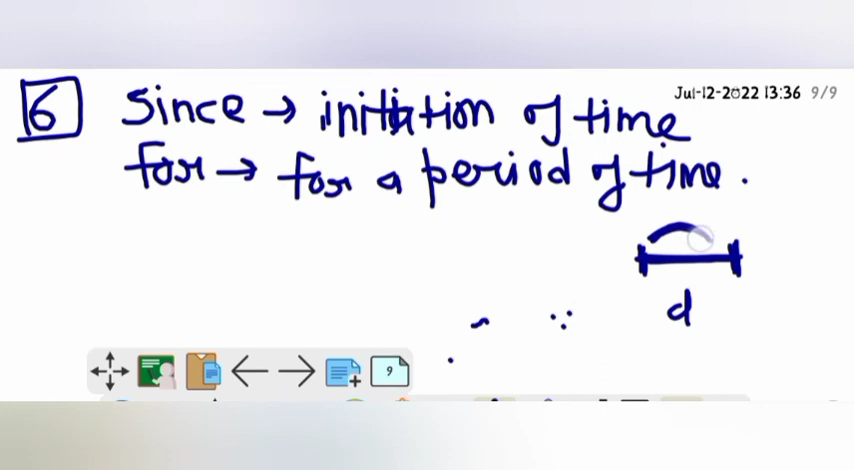 6 Since → initiation of time
Jul-12-2022 13:36 9/9
for → for a period of time.
d
9